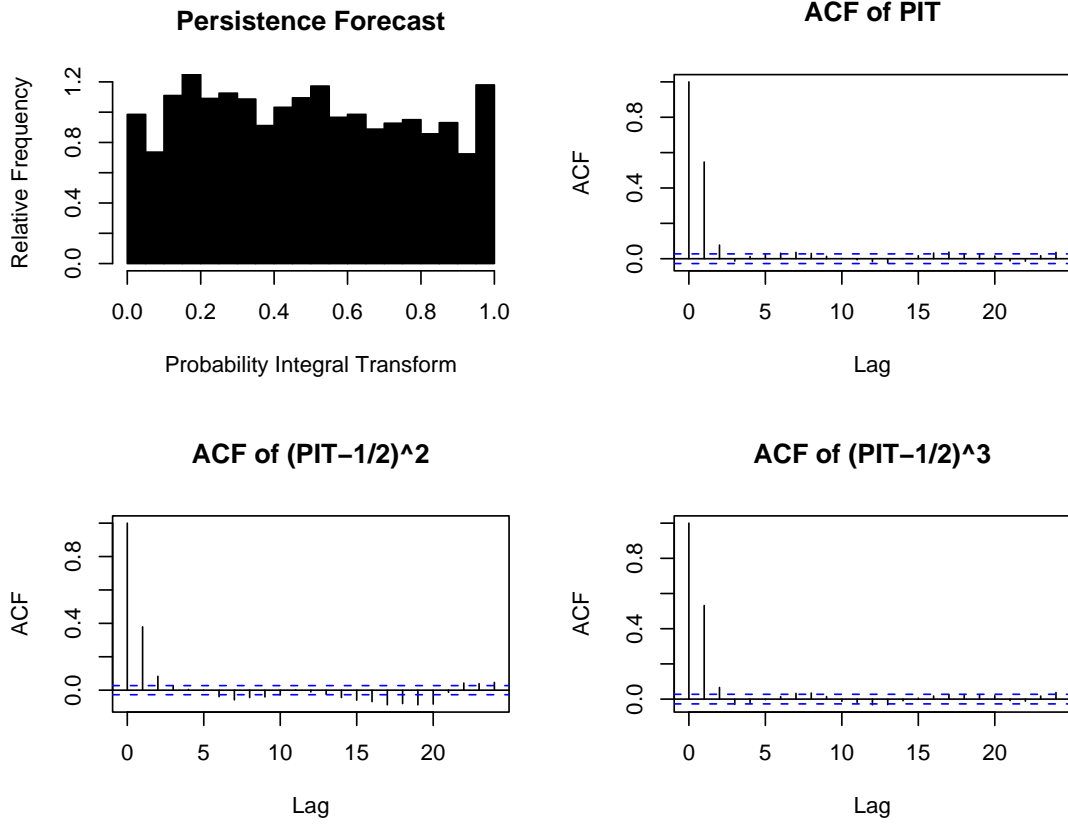 Persistence Forecast
Relative Frequency
0.0 0.4 0.8 1.2
0.0 0.2 0.4 0.6 0.8 1.0
Probability Integral Transform
ACF of PIT
ACF
0.0 0.4 0.8
0 5 10 15 20
Lag
ACF of (PIT−1/2)^2
ACF
0.0 0.4 0.8
0 5 10 15 20
Lag
ACF of (PIT−1/2)^3
ACF
0.0 0.4 0.8
0 5 10 15 20
Lag